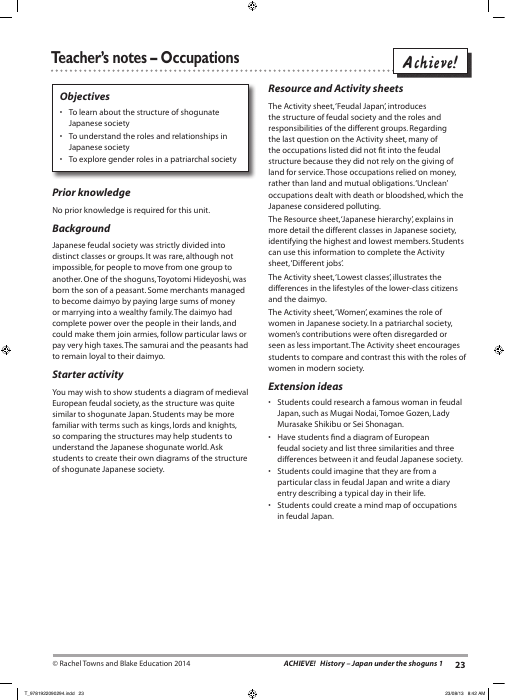 Teacher's notes – Occupations
Achieve!
Objectives
• To learn about the structure of shogunate
Japanese society
• To understand the roles and relationships in
Japanese society
• To explore gender roles in a patriarchal society
Prior knowledge
No prior knowledge is required for this unit.
Background
Japanese feudal society was strictly divided into
distinct classes or groups. It was rare, although not
impossible, for people to move from one group to
another. One of the shoguns, Toyotomi Hideyoshi, was
born the son of a peasant. Some merchants managed
to become daimyo by paying large sums of money
or marrying into a wealthy family. The daimyo had
complete power over the people in their lands, and
could make them join armies, follow particular laws or
pay very high taxes. The samurai and the peasants had
to remain loyal to their daimyo.
Starter activity
You may wish to show students a diagram of medieval
European feudal society, as the structure was quite
similar to shogunate Japan. Students may be more
familiar with terms such as kings, lords and knights,
so comparing the structures may help students to
understand the Japanese shogunate world. Ask
students to create their own diagrams of the structure
of shogunate Japanese society.
Resource and Activity sheets
The Activity sheet, 'Feudal Japan', introduces
the structure of feudal society and the roles and
responsibilities of the different groups. Regarding
the last question on the Activity sheet, many of
the occupations listed did not fit into the feudal
structure because they did not rely on the giving of
land for service. Those occupations relied on money,
rather than land and mutual obligations. 'Unclean'
occupations dealt with death or bloodshed, which the
Japanese considered polluting.
The Resource sheet, 'Japanese hierarchy', explains in
more detail the different classes in Japanese society,
identifying the highest and lowest members. Students
can use this information to complete the Activity
sheet, 'Different jobs'.
The Activity sheet, 'Lowest classes', illustrates the
differences in the lifestyles of the lower-class citizens
and the daimyo.
The Activity sheet, 'Women', examines the role of
women in Japanese society. In a patriarchal society,
women's contributions were often disregarded or
seen as less important. The Activity sheet encourages
students to compare and contrast this with the roles of
women in modern society.
Extension ideas
• Students could research a famous woman in feudal
Japan, such as Mugai Nodai, Tomoe Gozen, Lady
Murasake Shikibu or Sei Shonagan.
• Have students find a diagram of European
feudal society and list three similarities and three
differences between it and feudal Japanese society.
• Students could imagine that they are from a
particular class in feudal Japan and write a diary
entry describing a typical day in their life.
• Students could create a mind map of occupations
in feudal Japan.
© Rachel Towns and Blake Education 2014
ACHIEVE! History – Japan under the shoguns 1 23
T_9781922090294.indd 23
23/08/13 8:42 AM